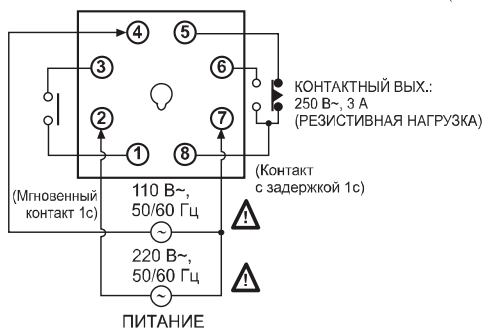 4 5
3 6
2 7
1 8
КОНТАКТНЫЙ ВЫХ.:
250 В~, 3 А
(РЕЗИСТИВНАЯ НАГРУЗКА)
(Мгновенный
контакт 1с)
(Контакт
с задержкой 1с)
110 В~,
50/60 Гц
~
!
220 В~,
50/60 Гц
~
!
ПИТАНИЕ